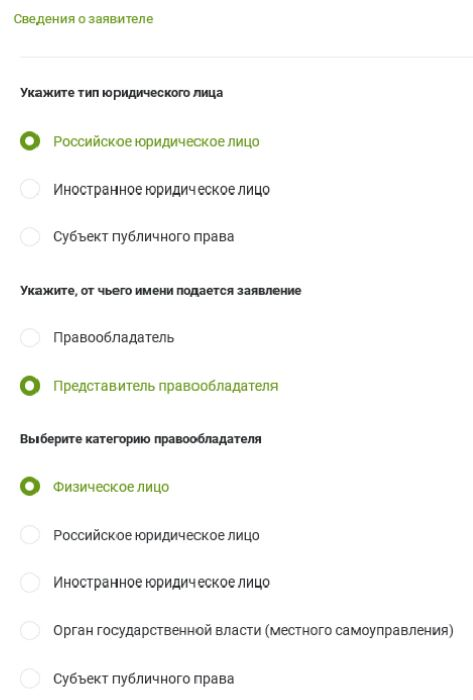 Сведения о заявителе
Укажите тип юридического лица
Российское юридическое лицо
Иностранное юридическое лицо
Субъект публичного права
Укажите, от чьего имени подается заявление
Правообладатель
Представитель правообладателя
Выберите категорию правообладателя
Физическое лицо
Российское юридическое лицо
Иностранное юридическое лицо
Орган государственной власти (местного самоуправления)
Субъект публичного права